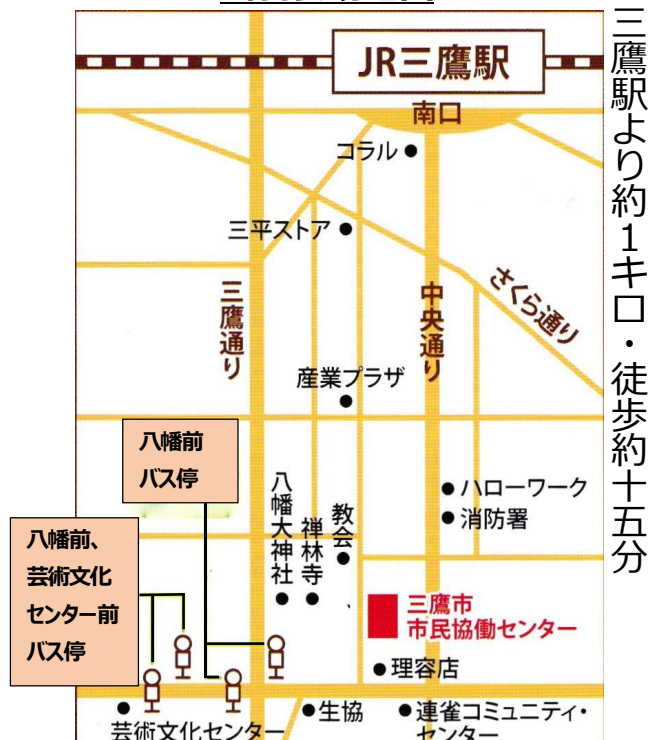 JR三鷹駅
南口
コラル
三平ストア
さくら通り
三鷹通り
中央通り
産業プラザ
八幡前
バス停
ハローワーク
消防署
八幡大神社
禅林寺
教会
八幡前、
芸術文化
センター前
バス停
三鷹市
市民協働センター
理容店
生協
連雀コミュニティ・
センター
芸術文化センター
三鷹駅より約1キロ・徒歩約十五分